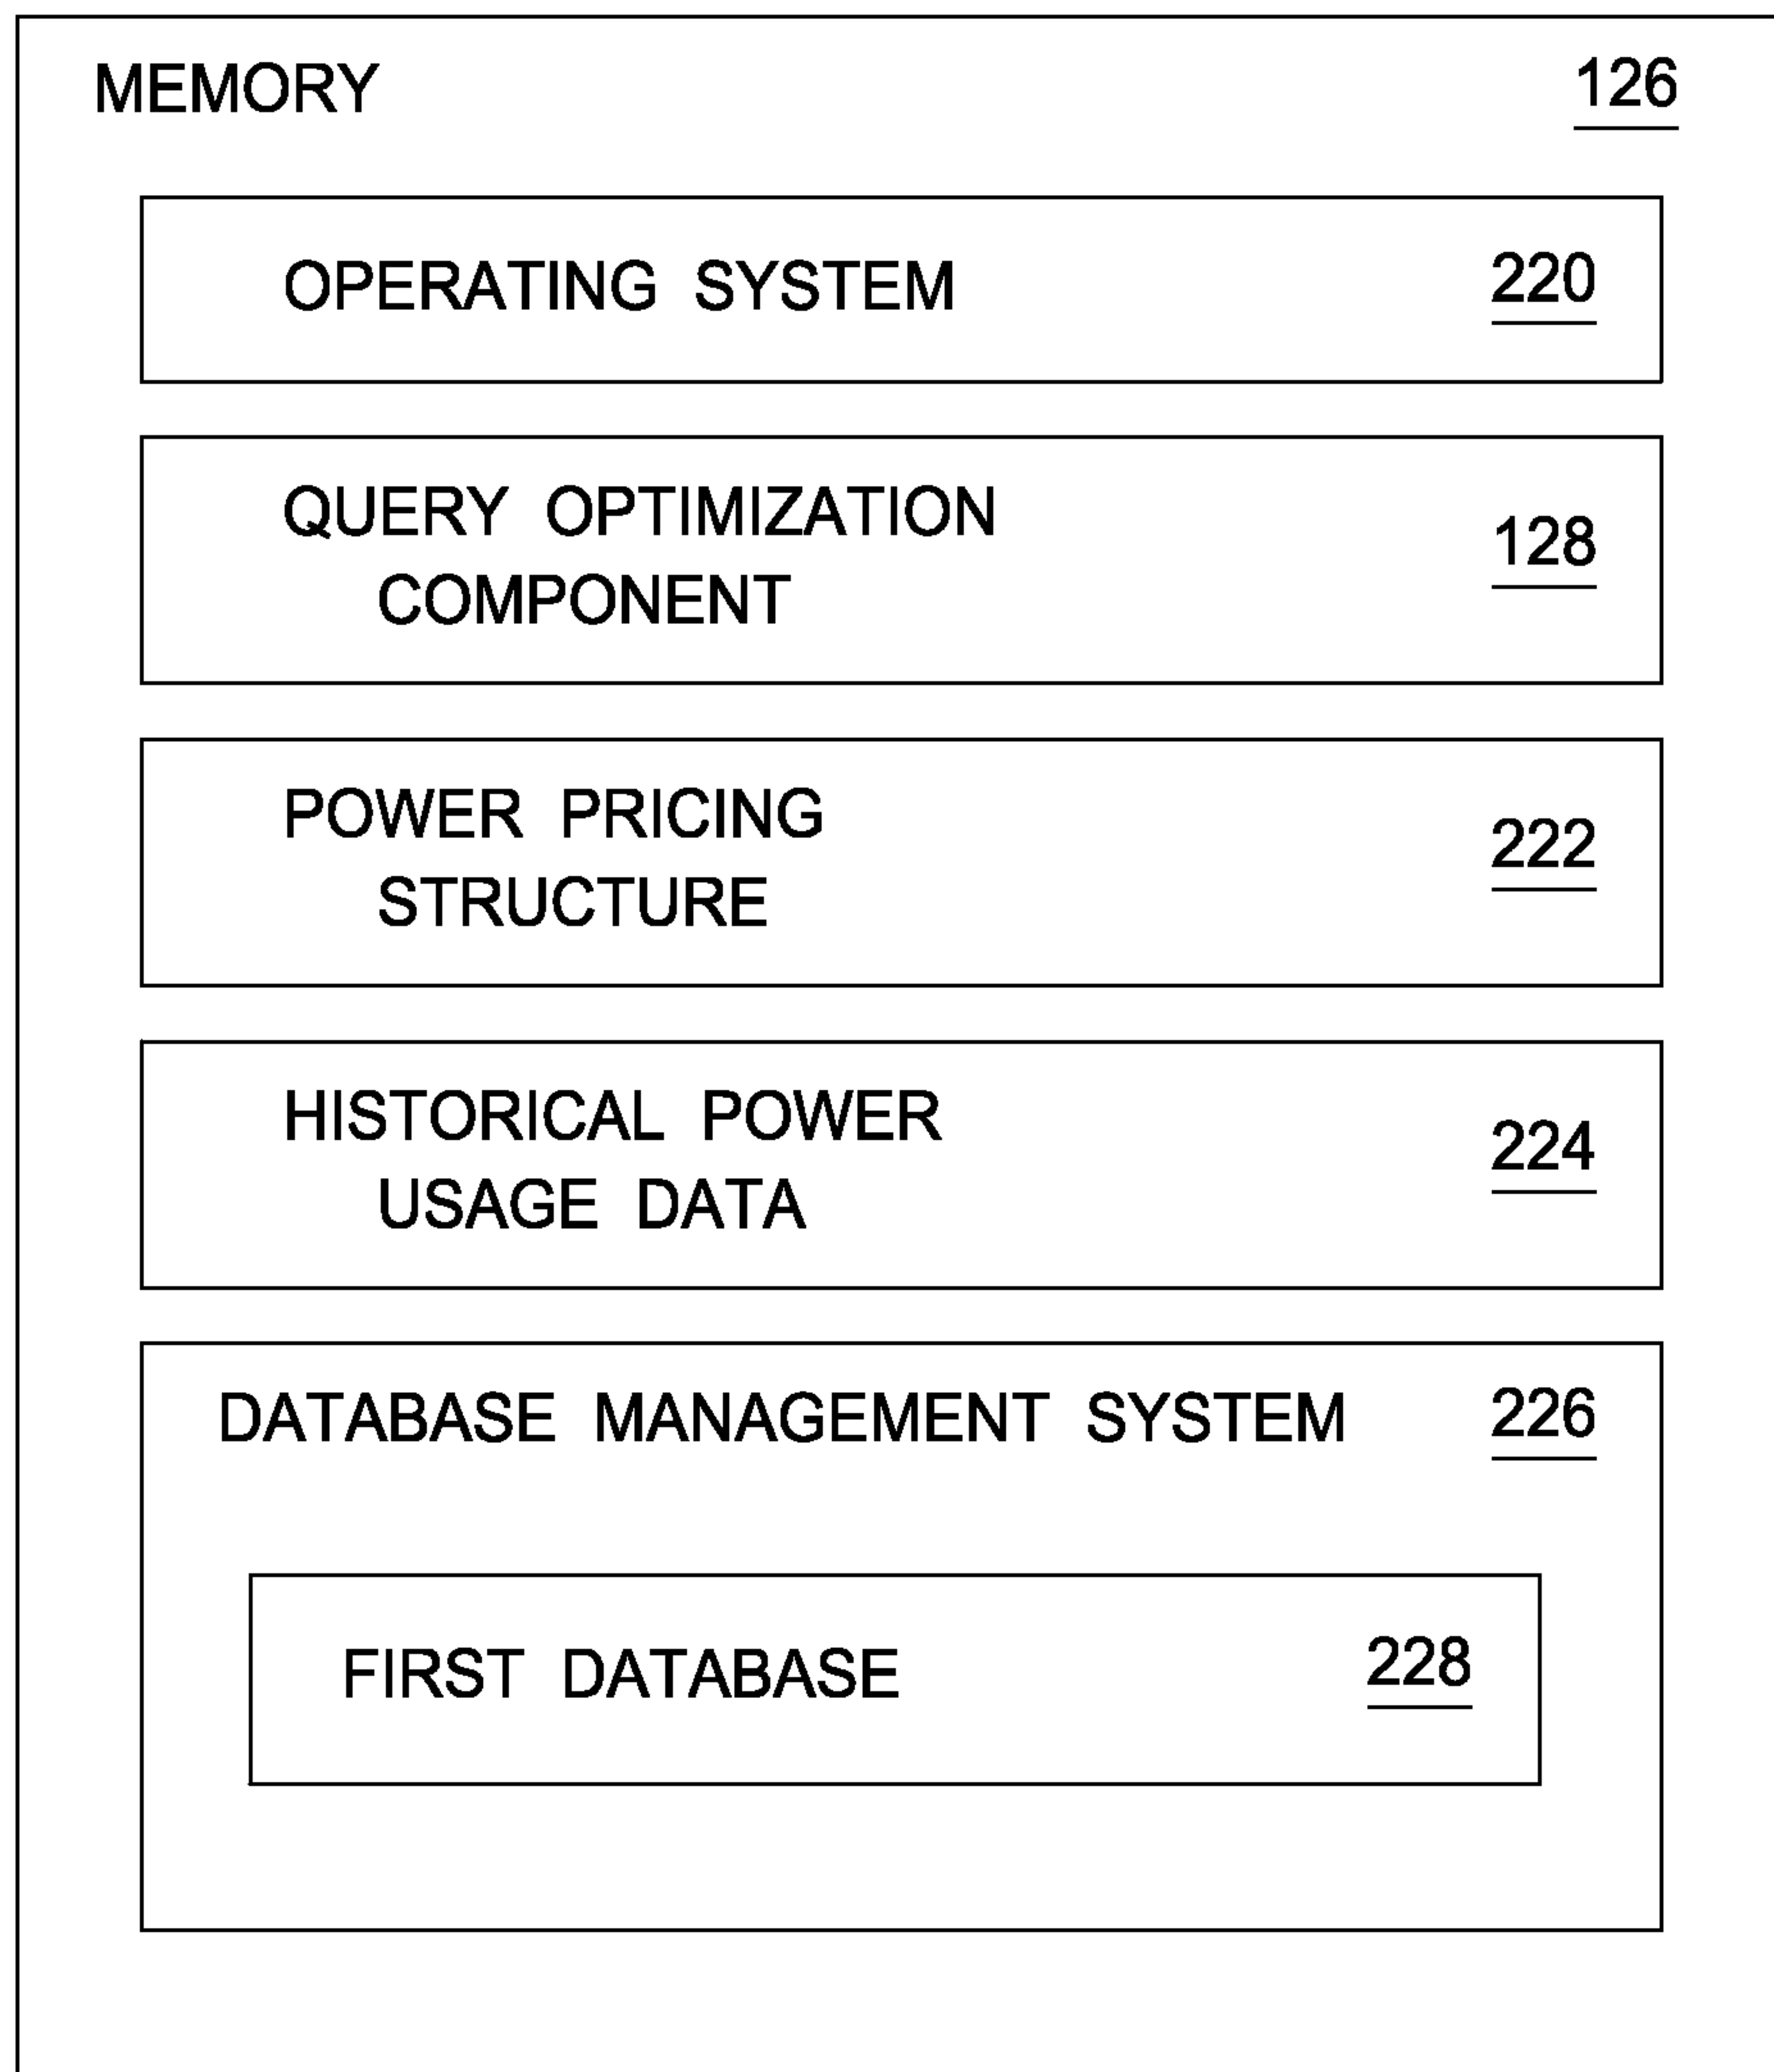 MEMORY 126
OPERATING SYSTEM 220
QUERY OPTIMIZATION
COMPONENT
128
POWER PRICING
STRUCTURE
222
HISTORICAL POWER
USAGE DATA
224
DATABASE MANAGEMENT SYSTEM 226
FIRST DATABASE 228